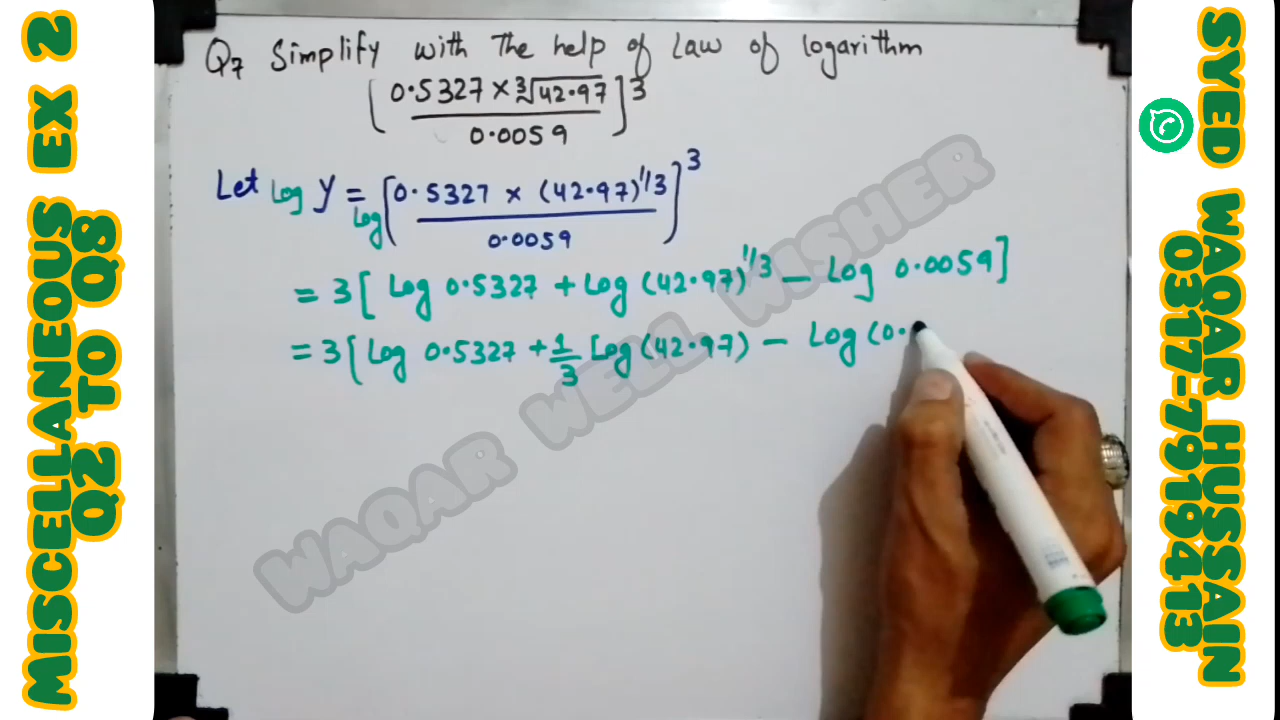 MISCELLANEOUS EX 2
Q2 TO Q8
Q7 Simplify with The help of Law of logarithm
[0.5327 × ∛42.97 / 0.0059]3
Let log y = log [0.5327 × (42.97)^1/3 / 0.0059]^3
= 3[ log 0.5327 + log (42.97)^1/3 – log 0.0059]
= 3[ log 0.5327 + 1/3 log (42.97) – log (0.
WAQAR WELL WISHER
SYED WAQAR HUSSAIN
0317-7919413